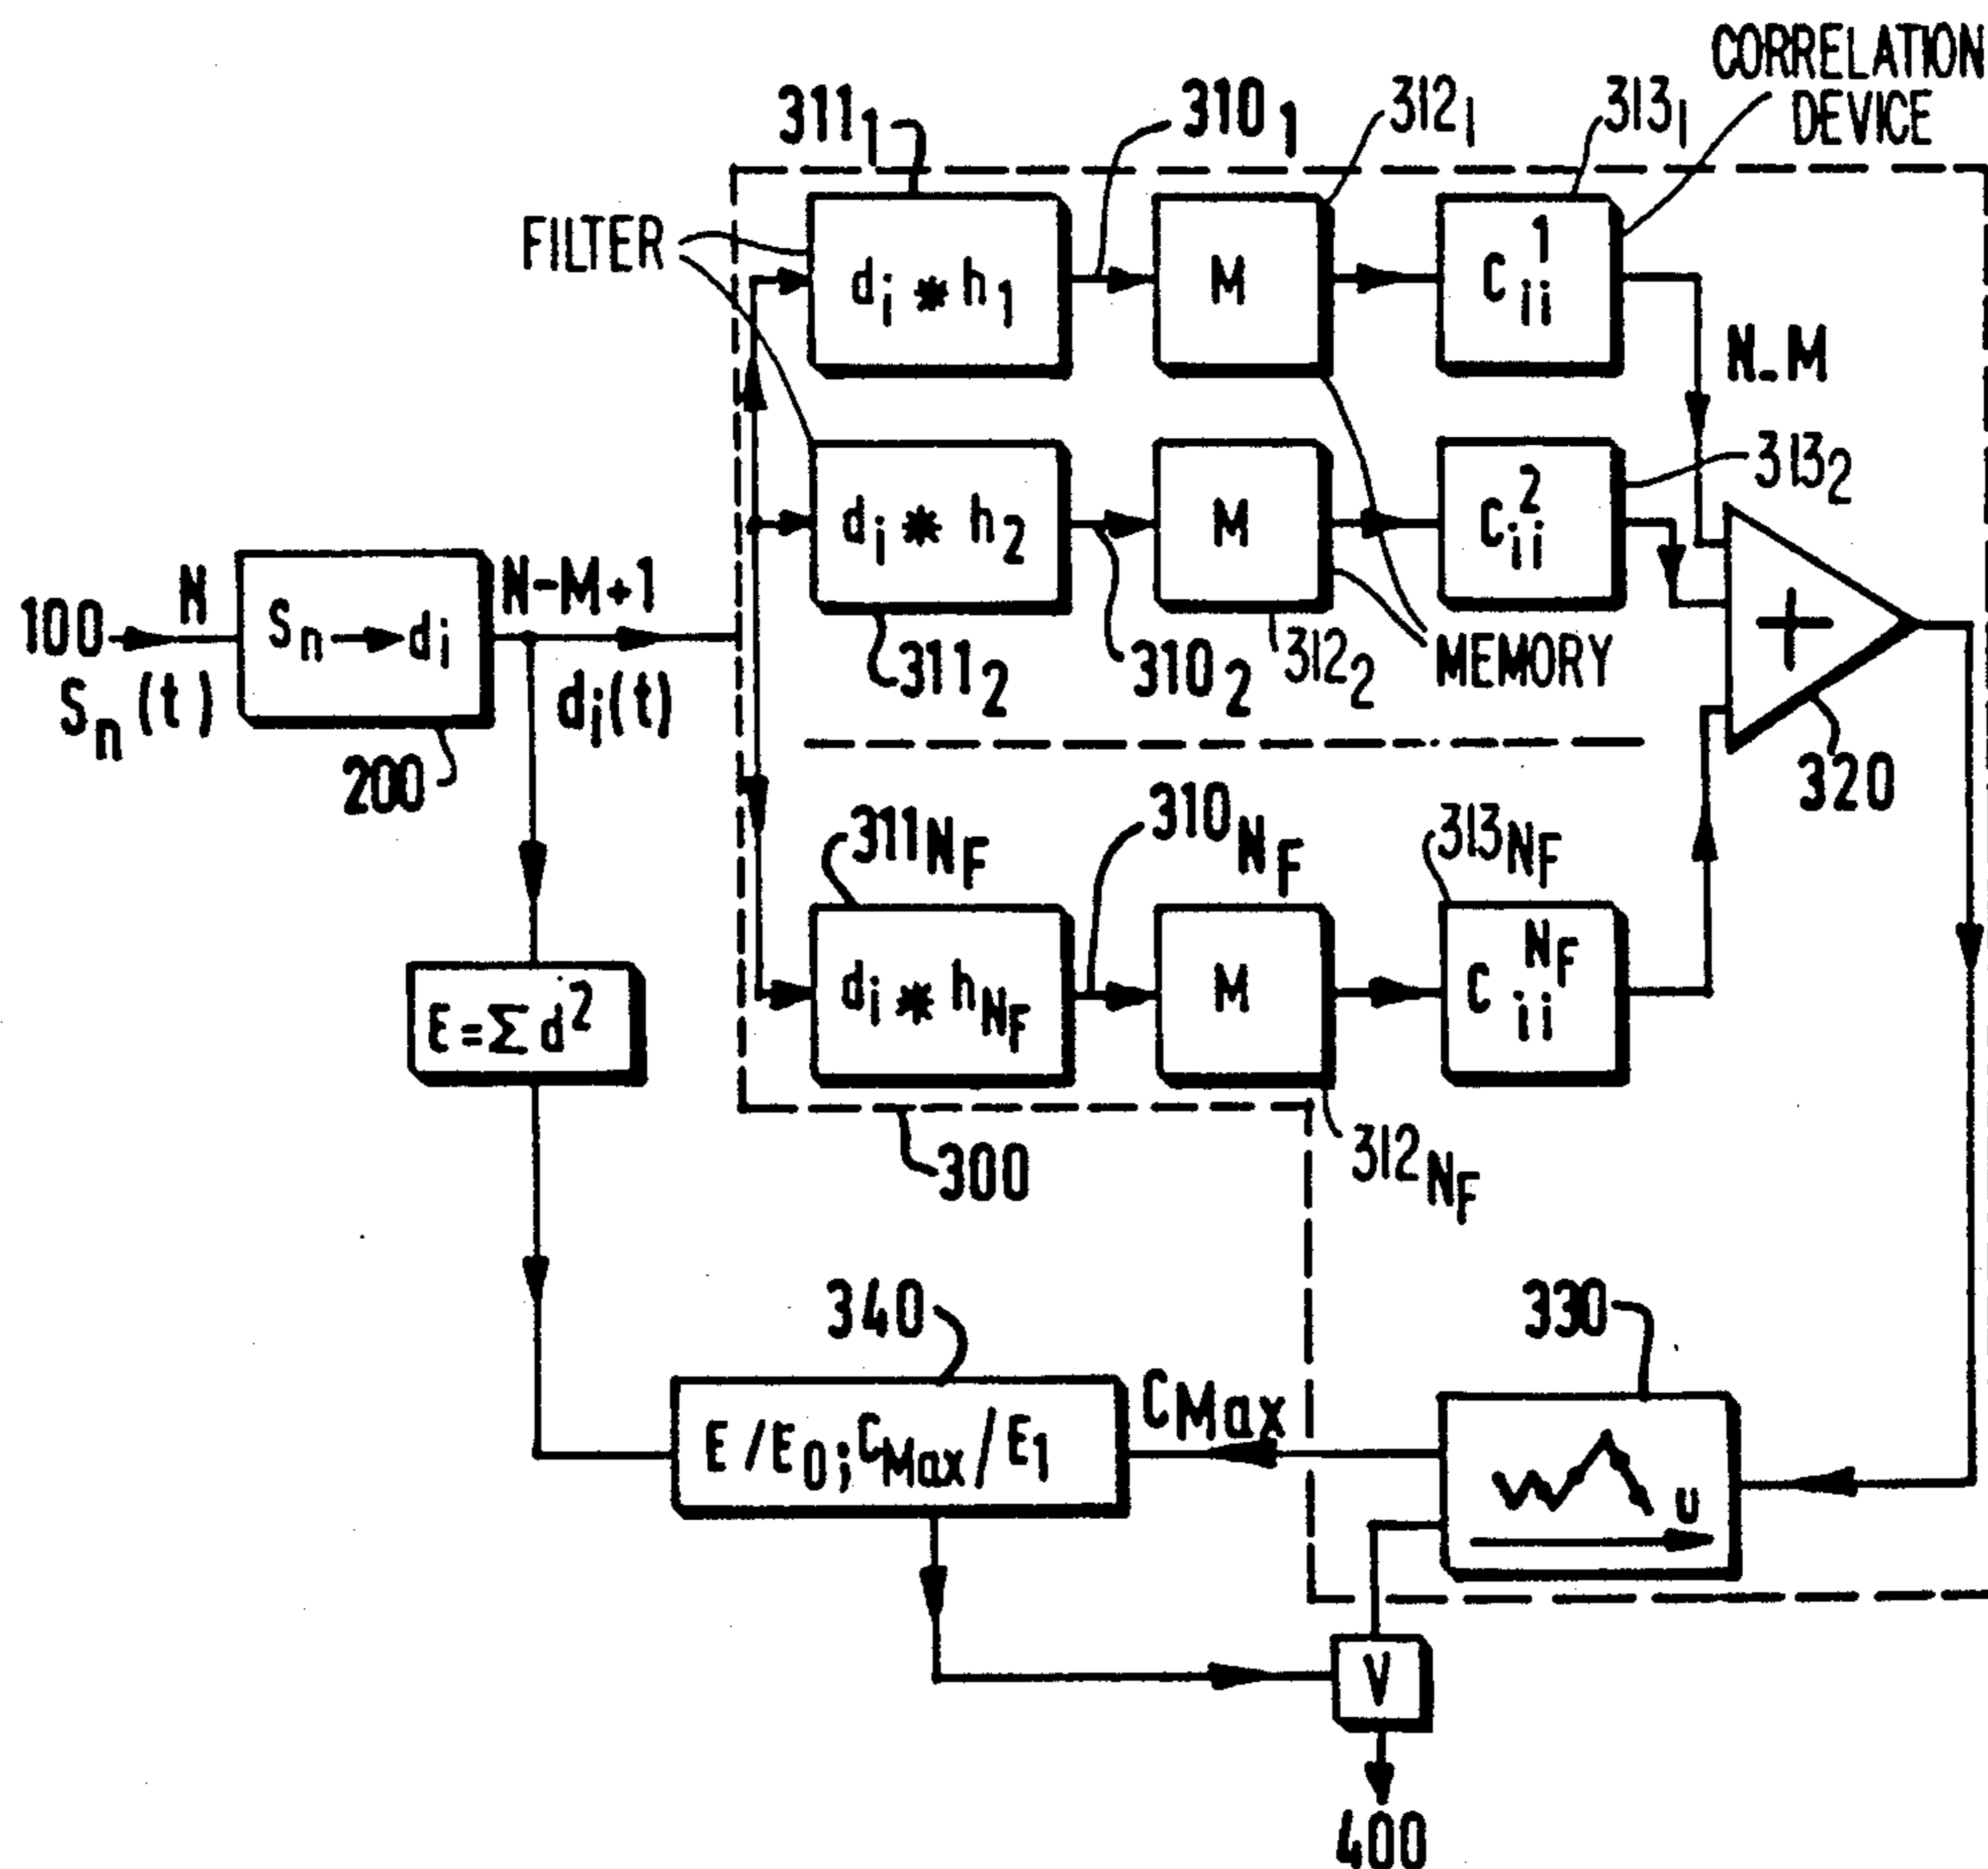 CORRELATION
DEVICE
311₁
310₁
312₁
313₁
FILTER
dᵢ * h₁
M
C¹ᵢᵢ
N-M
dᵢ * h₂
M
C²ᵢᵢ
313₂
100
N
Sₙ(t)
Sₙ → dᵢ
N-M+1
dᵢ(t)
200
311₂
310₂
312₂
MEMORY
+
320
311N_F
310N_F
313N_F
dᵢ * hN_F
M
C^N_F ᵢᵢ
E=Σd²
300
312N_F
340
330
E/E₀;C_Max/E₁
C_Max
U
V
400